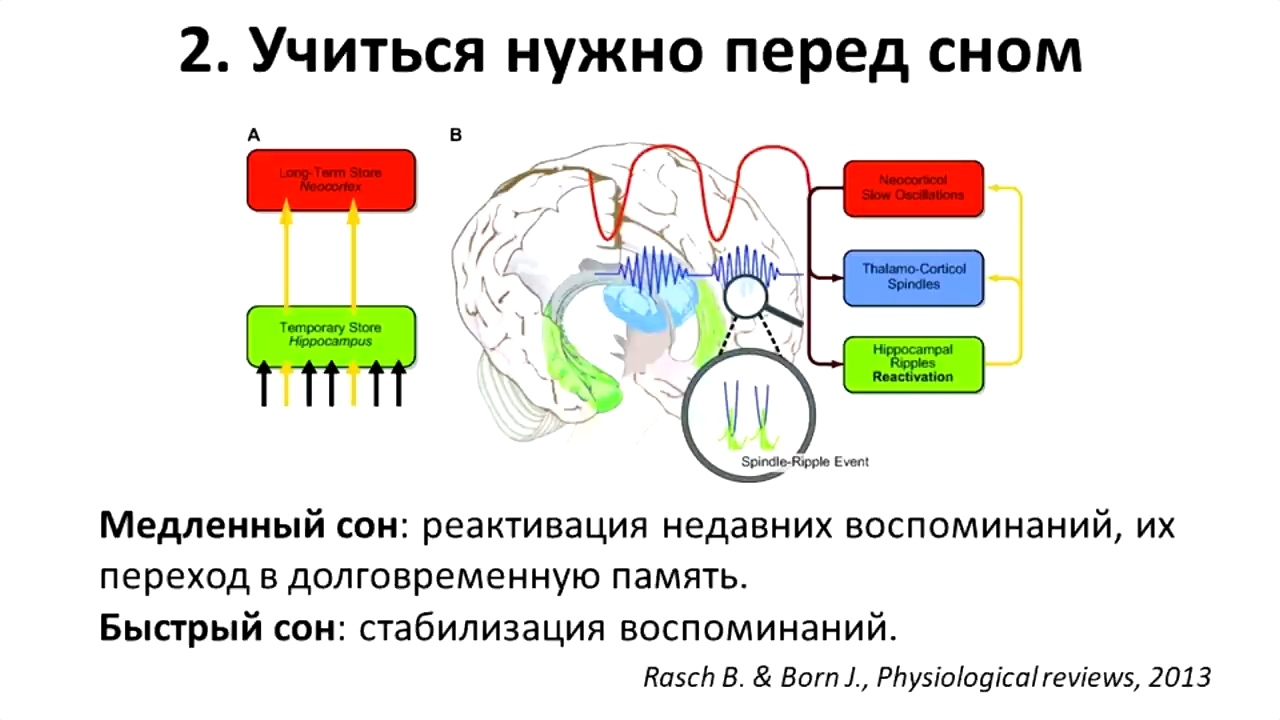 2. Учиться нужно перед сном
A
B
Long-Term Store
Neocortex
Temporary Store
Hippocampus
Neocorticol
Slow Oscillations
Thalamo-Corticol
Spindles
Hippocampal
Ripples
Reactivation
Spindle-Ripple Event
Медленный сон: реактивация недавних воспоминаний, их
переход в долговременную память.
Быстрый сон: стабилизация воспоминаний.
Rasch B. & Born J., Physiological reviews, 2013